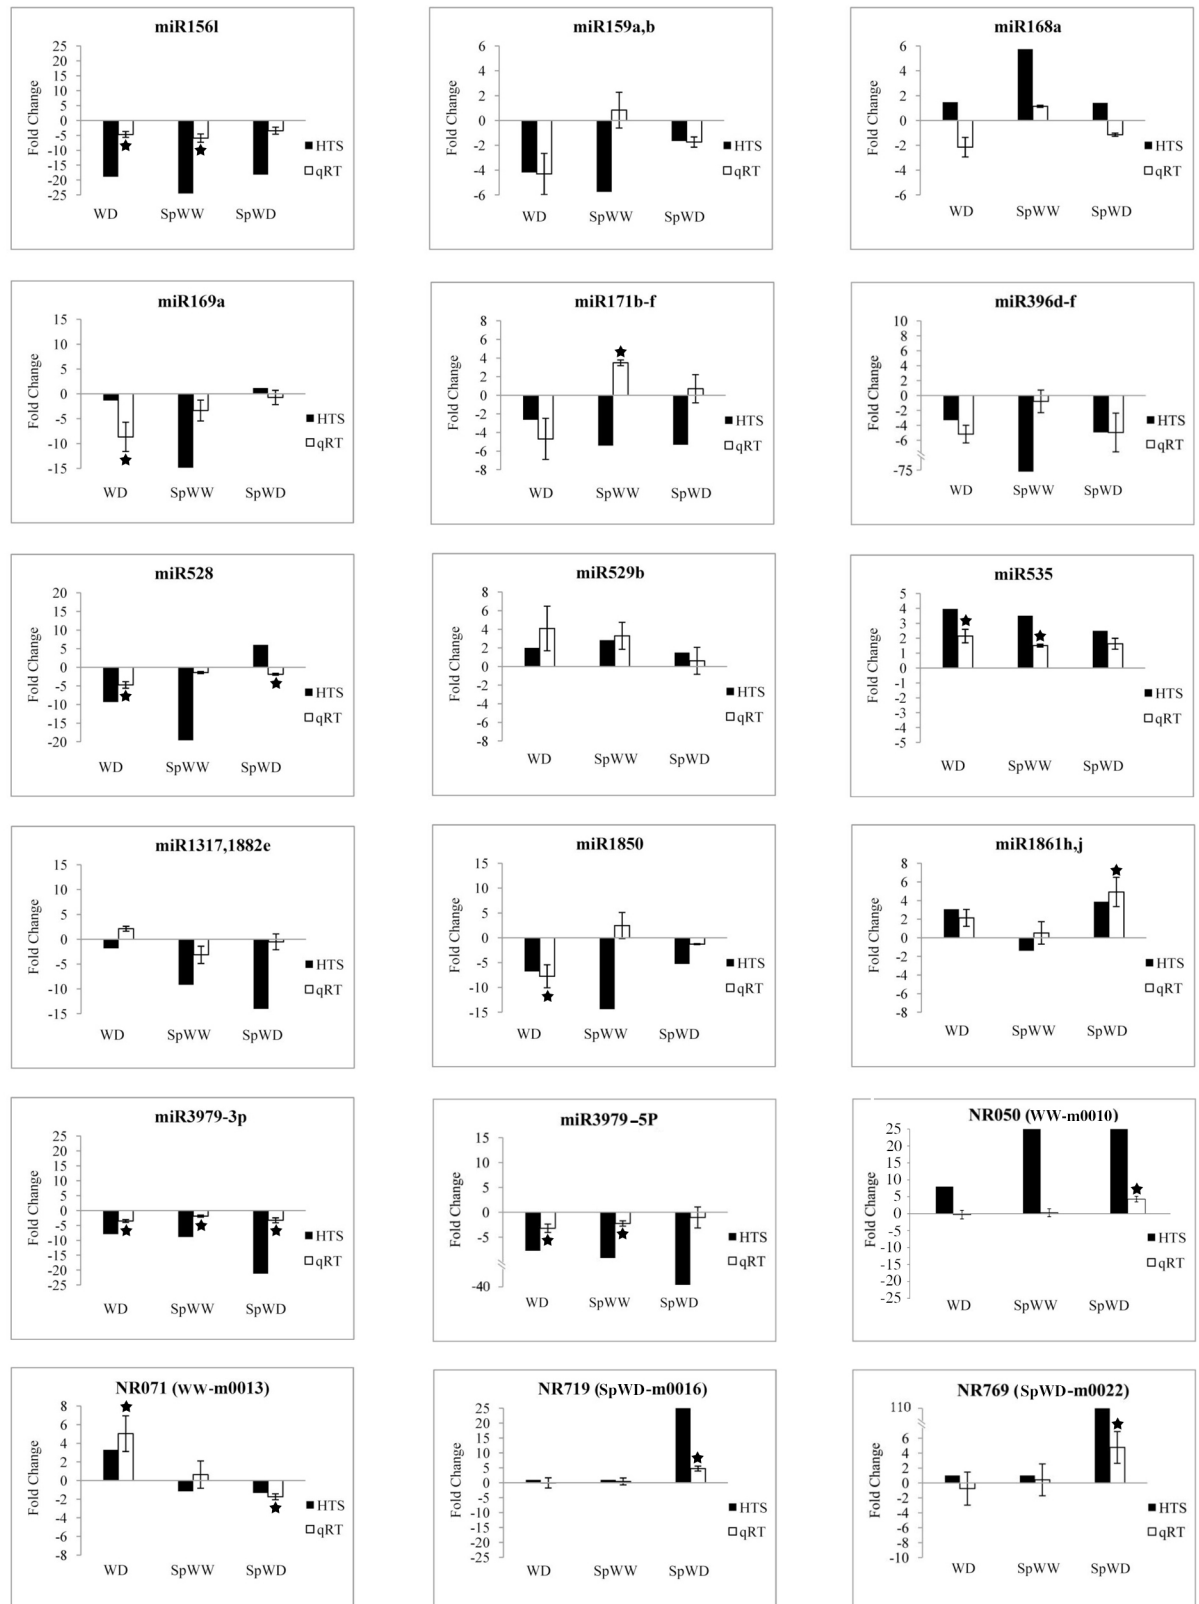 miR156l
Fold Change
25
20
15
10
5
0
-5
-10
-15
-20
-25
HTS
qRT
WD SpWW SpWD
miR159a,b
Fold Change
6
4
2
0
-2
-4
-6
HTS
qRT
WD SpWW SpWD
miR168a
Fold Change
6
4
2
0
-2
-4
-6
HTS
qRT
WD SpWW SpWD
miR169a
Fold Change
15
10
5
0
-5
-10
-15
HTS
qRT
WD SpWW SpWD
miR171b-f
Fold Change
8
6
4
2
0
-2
-4
-6
-8
HTS
qRT
WD SpWW SpWD
miR396d-f
Fold Change
10
8
6
4
2
0
-2
-4
-6
-75
HTS
qRT
WD SpWW SpWD
miR528
Fold Change
20
15
10
5
0
-5
-10
-15
-20
HTS
qRT
WD SpWW SpWD
miR529b
Fold Change
8
6
4
2
0
-2
-4
-6
-8
HTS
qRT
WD SpWW SpWD
miR535
Fold Change
5
4
3
2
1
0
-1
-2
-3
-4
-5
HTS
qRT
WD SpWW SpWD
miR1317,1882e
Fold Change
15
10
5
0
-5
-10
-15
HTS
qRT
WD SpWW SpWD
miR1850
Fold Change
15
10
5
0
-5
-10
-15
HTS
qRT
WD SpWW SpWD
miR1861h,j
Fold Change
8
6
4
2
0
-2
-4
-6
-8
HTS
qRT
WD SpWW SpWD
miR3979-3p
Fold Change
25
20
15
10
5
0
-5
-10
-15
-20
-25
HTS
qRT
WD SpWW SpWD
miR3979-5P
Fold Change
15
10
5
0
-5
-40
HTS
qRT
WD SpWW SpWD
NR050 (WW-m0010)
Fold Change
25
20
15
10
5
0
-5
-10
-15
-20
-25
HTS
qRT
WD SpWW SpWD
NR071 (WW-m0013)
Fold Change
8
6
4
2
0
-2
-4
-6
-8
HTS
qRT
WD SpWW SpWD
NR719 (SpWD-m0016)
Fold Change
25
20
15
10
5
0
-5
-10
-15
-20
-25
HTS
qRT
WD SpWW SpWD
NR769 (SpWD-m0022)
Fold Change
110
6
4
2
0
-2
-4
-6
-8
-10
HTS
qRT
WD SpWW SpWD